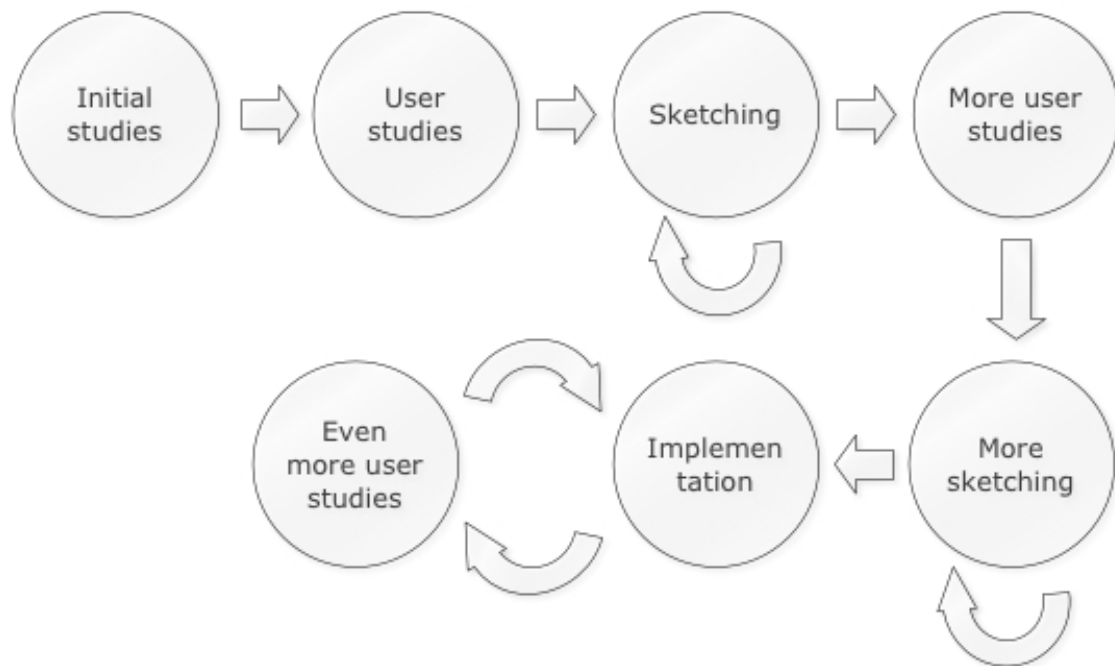 Initial
studies
User
studies
Sketching
More user
studies
Even
more user
studies
Implemen
tation
More
sketching